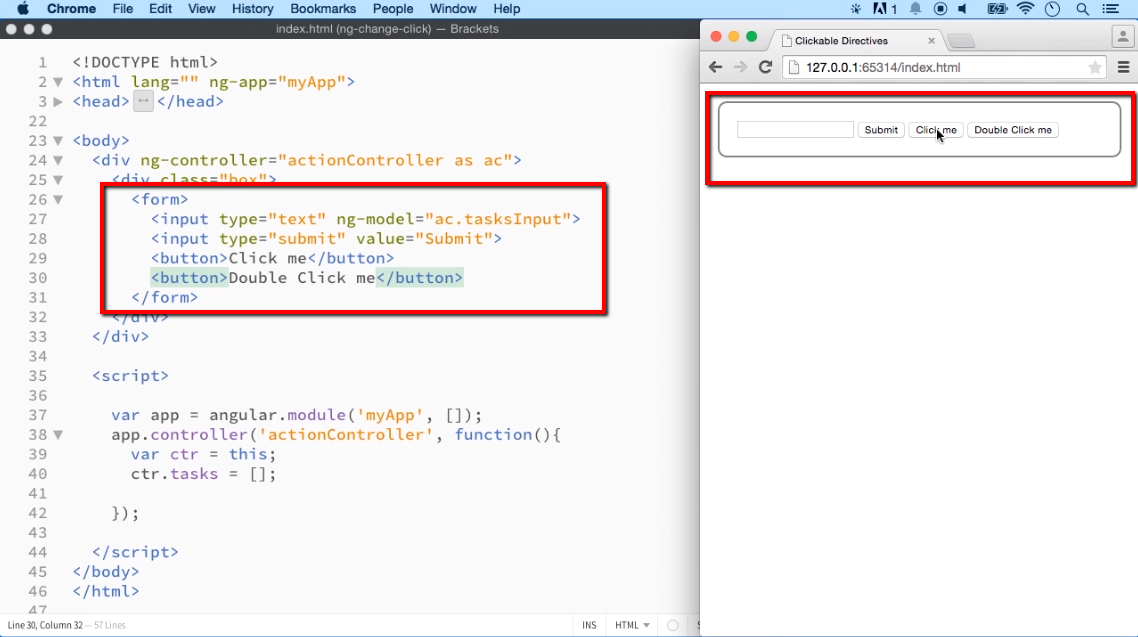 Chrome File Edit View History Bookmarks People Window Help
1
index.html (ng-change-click) — Brackets
1 <!DOCTYPE html>
2 <html lang="" ng-app="myApp">
3 <head> </head>
22
23 <body>
24 <div ng-controller="actionController as ac">
25 <div class="box">
26 <form>
27 <input type="text" ng-model="ac.tasksInput">
28 <input type="submit" value="Submit">
29 <button>Click me</button>
30 <button>Double Click me</button>
31 </form>
32 </div>
33 </div>
34
35 <script>
36
37 var app = angular.module('myApp', []);
38 app.controller('actionController', function(){
39 var ctr = this;
40 ctr.tasks = [];
41
42 });
43
44 </script>
45 </body>
46 </html>
47
Line 30, Column 32 — 57 Lines
INS HTML
Clickable Directives
127.0.0.1:65314/index.html
Submit Click me Double Click me